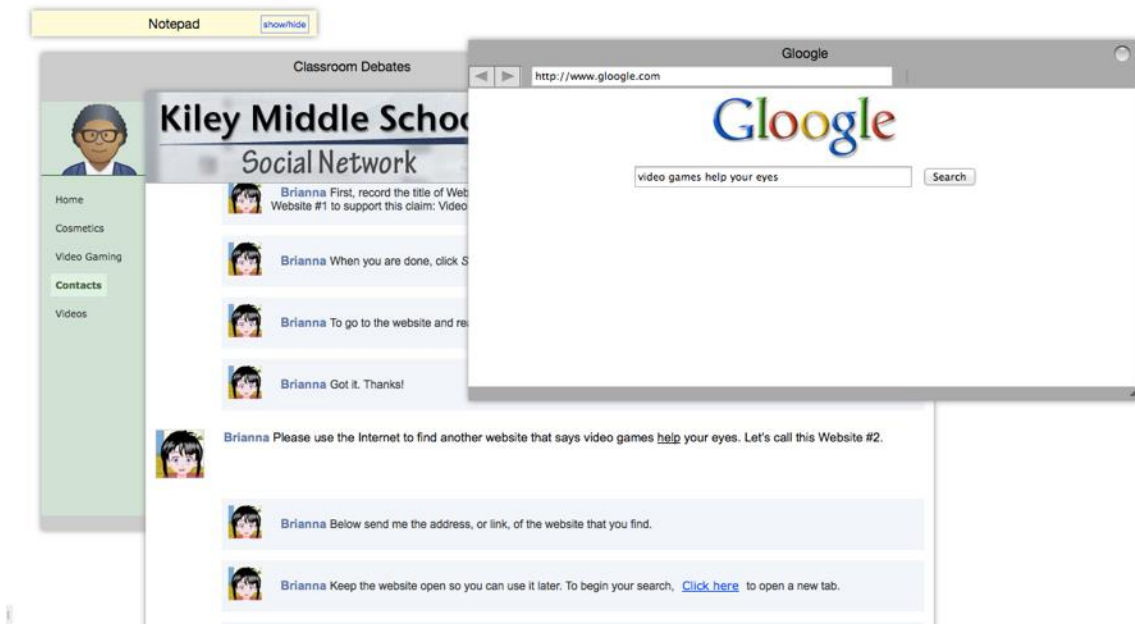 Notepad
show/hide
Classroom Debates
Kiley Middle Schoo
Social Network
Home
Cosmetics
Video Gaming
Contacts
Videos
Brianna First, record the title of Web
Website #1 to support this claim: Video
Brianna When you are done, click S
Brianna To go to the website and re
Brianna Got it. Thanks!
Brianna Please use the Internet to find another website that says video games help your eyes. Let's call this Website #2.
Brianna Below send me the address, or link, of the website that you find.
Brianna Keep the website open so you can use it later. To begin your search, Click here to open a new tab.
Gloogle
http://www.gloogle.com
Gloogle
video games help your eyes
Search